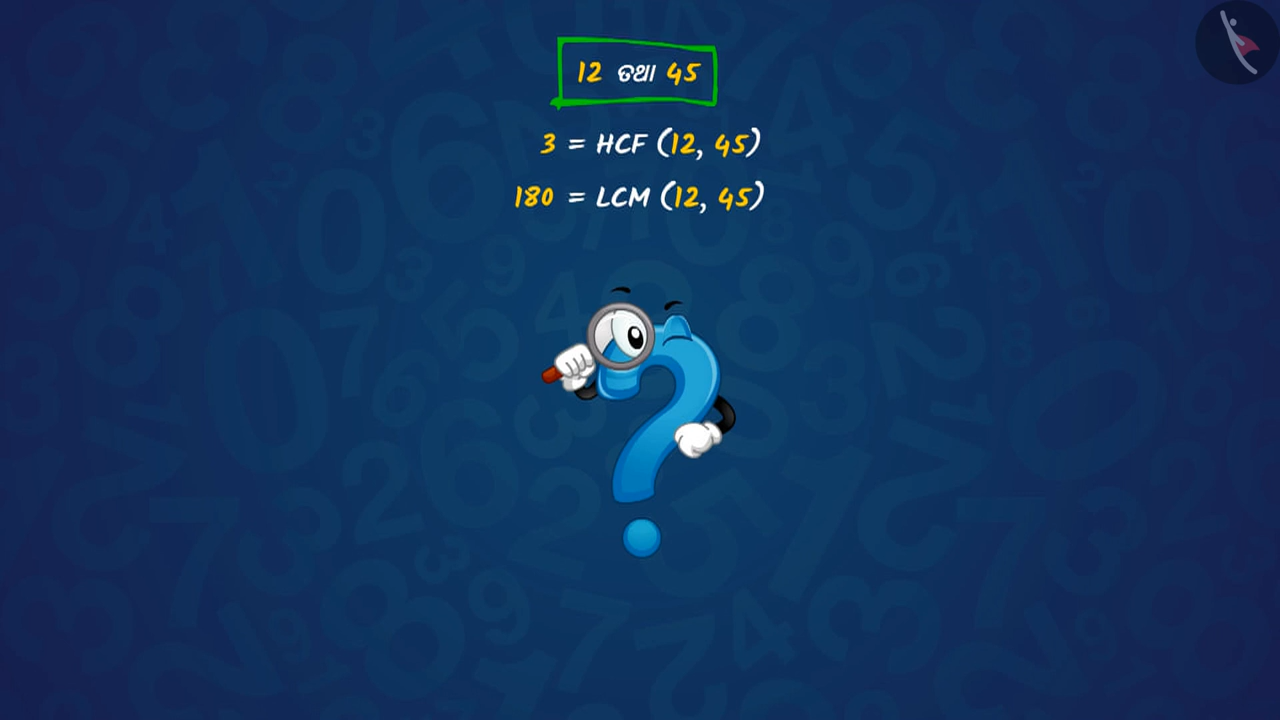 12 ତଥା 45
3 = HCF (12, 45)
180 = LCM (12, 45)